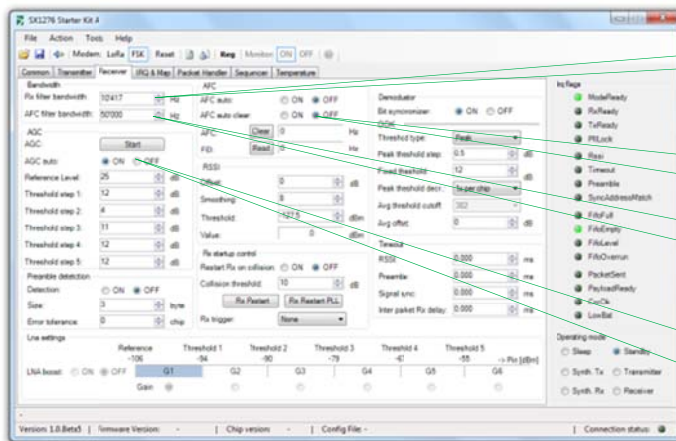 SX1276 Starter Kit A
File Action Tools Help
Modem: LoRa FSK Reset Reg Monitor: ON OFF
Common Transmitter Receiver IRQ & Map Packet Handler Sequencer Temperature
Bandwidth
Rx filter bandwidth: 10'417 Hz
AFC filter bandwidth: 50'000 Hz
AGC
AGC: Start
AGC auto: ON OFF
Reference Level: 25 dB
Threshold step 1: 12 dB
Threshold step 2: 4 dB
Threshold step 3: 11 dB
Threshold step 4: 12 dB
Threshold step 5: 12 dB
Preamble detection
Detection: ON OFF
Size: 3 byte
Error tolerance: 0 chip
AFC
AFC auto: ON OFF
AFC auto clear: ON OFF
AFC: Clear 0 Hz
FEI: Read 0 Hz
RSSI
Offset: 0 dB
Smoothing: 8
Threshold: -127.5 dBm
Value: 0 dBm
Rx startup control
Restart Rx on collision: ON OFF
Collision threshold: 10 dB
Rx Restart Rx Restart PLL
Rx trigger: None
Demodulator
Bit syncronizer: ON OFF
OOK
Threshold type: Peak
Peak threshold step: 0.5 dB
Fixed threshold: 12 dB
Peak threshold decr.: 1x per chip
Avg threshold cutoff:
Avg offset: 0 dB
Timeout
RSSI: 0.000 ms
Preamble: 0.000 ms
Signal sync: 0.000 ms
Inter paket Rx delay: 0.000 ms
Lna settings
Reference Threshold 1 Threshold 2 Threshold 3 Threshold 4 Threshold 5
-106 -94 -90 -79 -67 -55 -> Pin [dBm]
LNA boost: ON OFF G1 G2 G3 G4 G5 G6
Gain
Irq flags
ModeReady
RxReady
TxReady
PllLock
Rssi
Timeout
Preamble
SyncAddressMatch
FifoFull
FifoEmpty
FifoLevel
FifoOverrun
PacketSent
PayloadReady
CrcOk
LowBat
Operating mode
Sleep Standby
Synth. Tx Transmitter
Synth. Rx Receiver
-
Version: 1.0.Beta5 | Firmware Version: - | Chip version: - | Config File: - | Connection status: